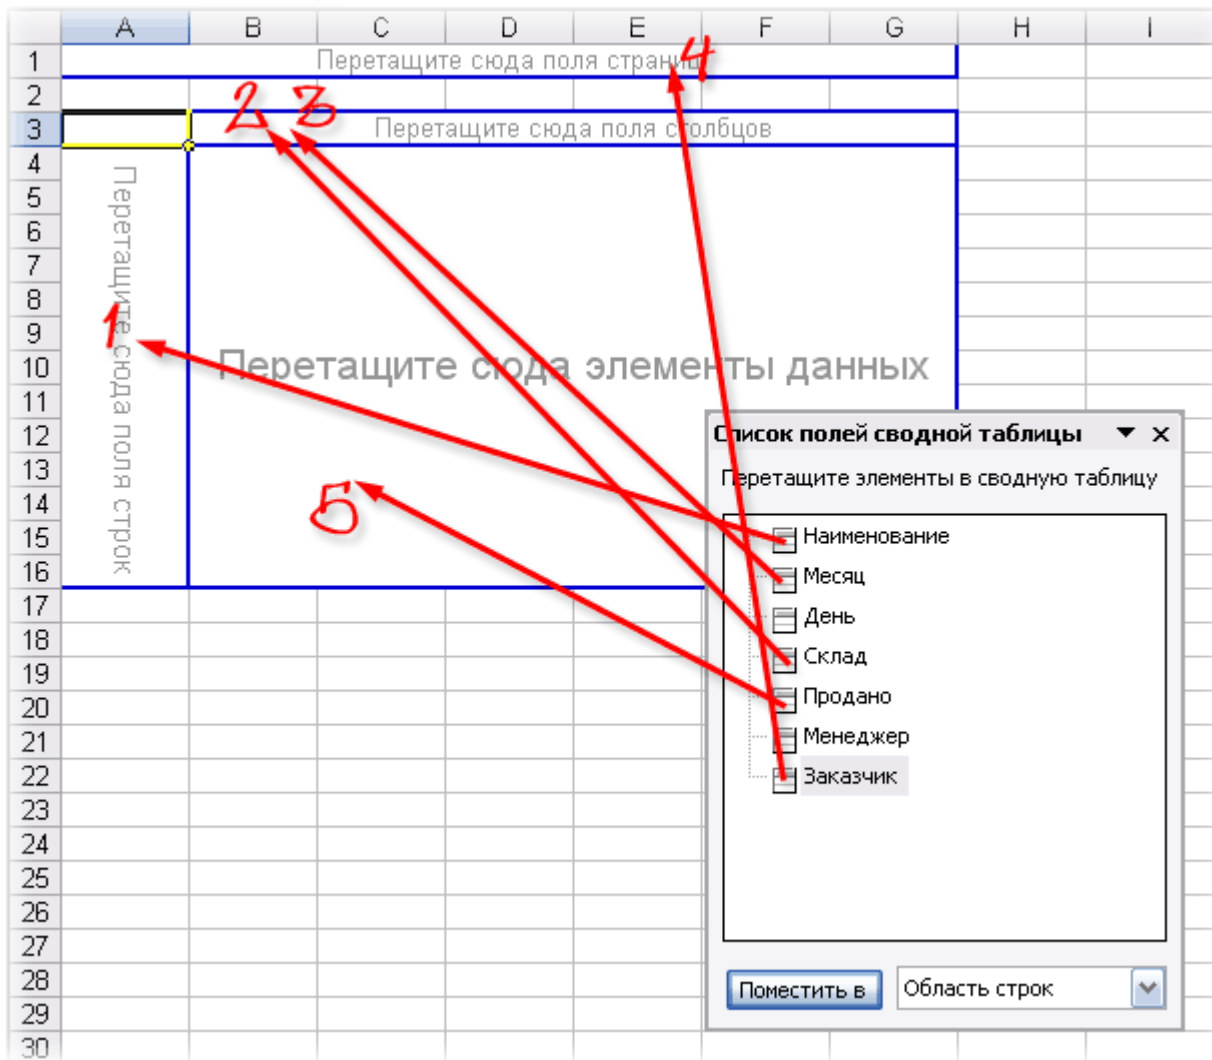 A B C D E F G H I
1 Перетащите сюда поля страниц 4
2
2 3
3 Перетащите сюда поля столбцов
4
5
6
7
8
9
10 Перетащите сюда элементы данных
11
12
13
14
15
16
17
18
19
20
21
22
23
24
25
26
27
28
29
30
Перетащите сюда поля строк
1
5
Список полей сводной таблицы
Перетащите элементы в сводную таблицу
Наименование
Месяц
День
Склад
Продано
Менеджер
Заказчик
Поместить в Область строк